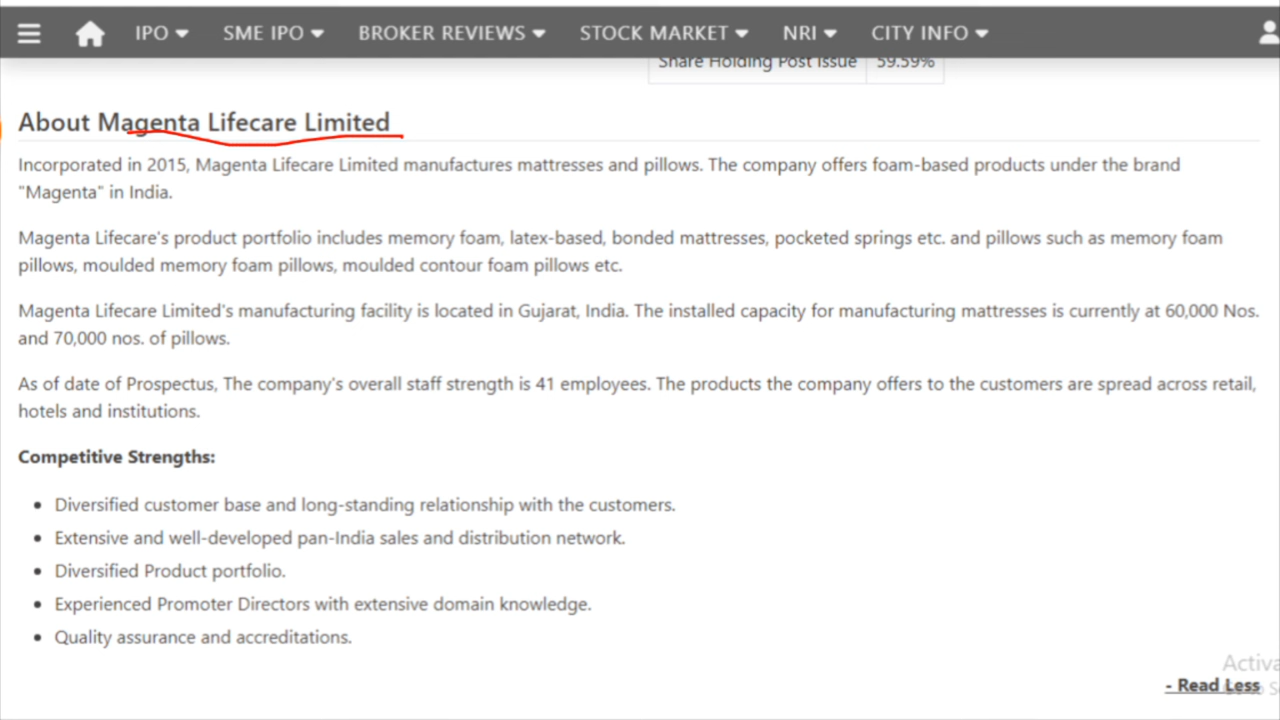 IPO SME IPO BROKER REVIEWS STOCK MARKET NRI CITY INFO
Share Holding Post Issue 59.59%
About Magenta Lifecare Limited
Incorporated in 2015, Magenta Lifecare Limited manufactures mattresses and pillows. The company offers foam-based products under the brand
"Magenta" in India.
Magenta Lifecare's product portfolio includes memory foam, latex-based, bonded mattresses, pocketed springs etc. and pillows such as memory foam
pillows, moulded memory foam pillows, moulded contour foam pillows etc.
Magenta Lifecare Limited's manufacturing facility is located in Gujarat, India. The installed capacity for manufacturing mattresses is currently at 60,000 Nos.
and 70,000 nos. of pillows.
As of date of Prospectus, The company's overall staff strength is 41 employees. The products the company offers to the customers are spread across retail,
hotels and institutions.
Competitive Strengths:
• Diversified customer base and long-standing relationship with the customers.
• Extensive and well-developed pan-India sales and distribution network.
• Diversified Product portfolio.
• Experienced Promoter Directors with extensive domain knowledge.
• Quality assurance and accreditations.
Activa
- Read Less